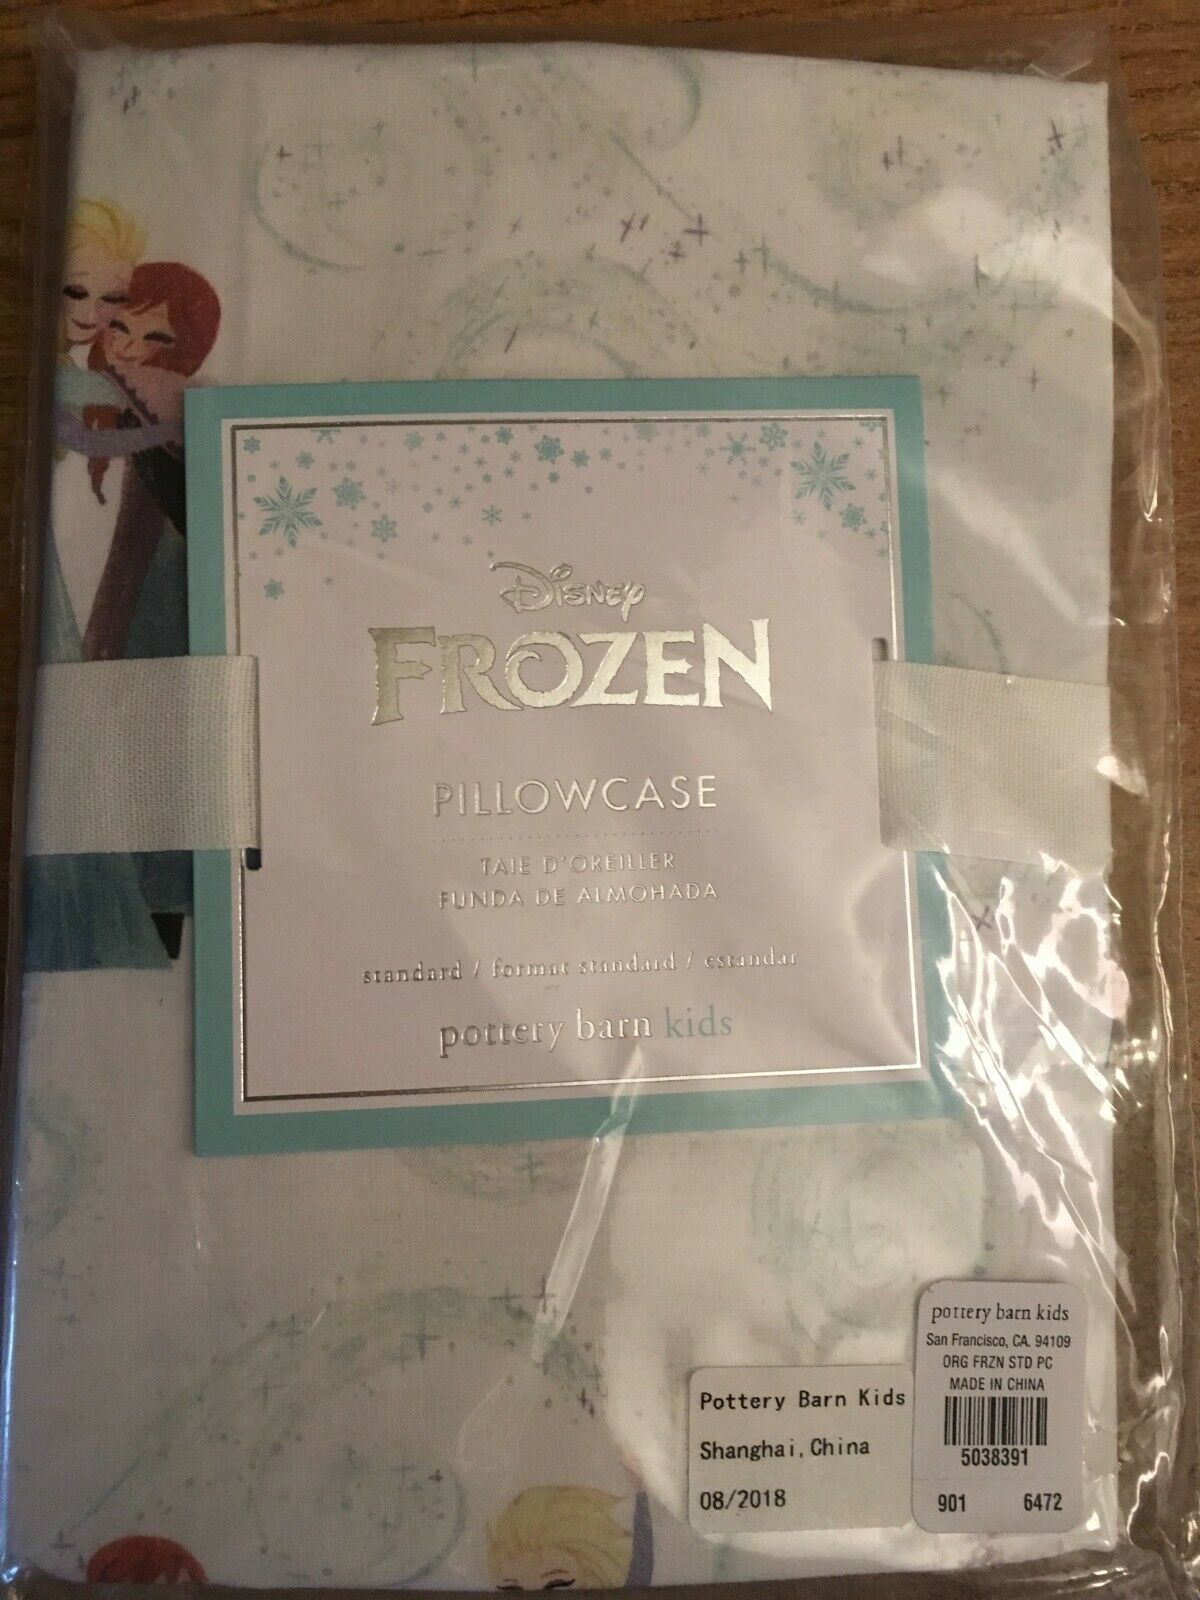 Disney
FROZEN
PILLOWCASE
TAIE D'OREILLER
FUNDA DE ALMOHADA
standard / format standard / estandar
pottery barn kids
Pottery Barn Kids
Shanghai, China
08/2018
pottery barn kids
San Francisco, CA. 94109
ORG FRZN STD PC
MADE IN CHINA
5038391
901 6472